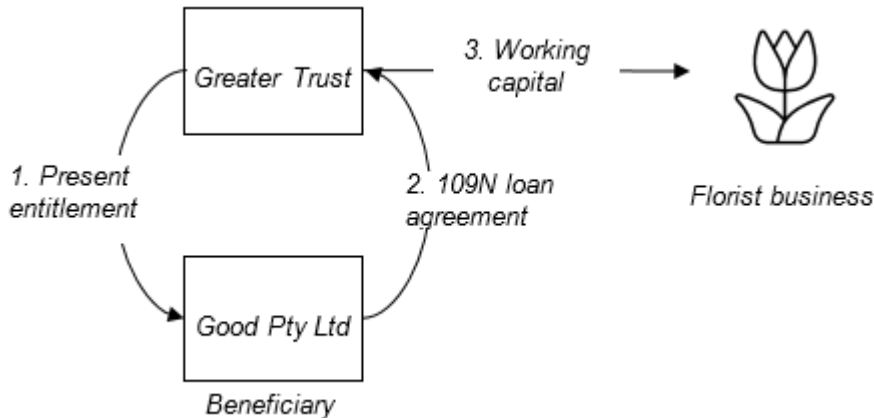 Greater Trust
3. Working
capital
1. Present
entitlement
2. 109N loan
agreement
Florist business
Good Pty Ltd
Beneficiary